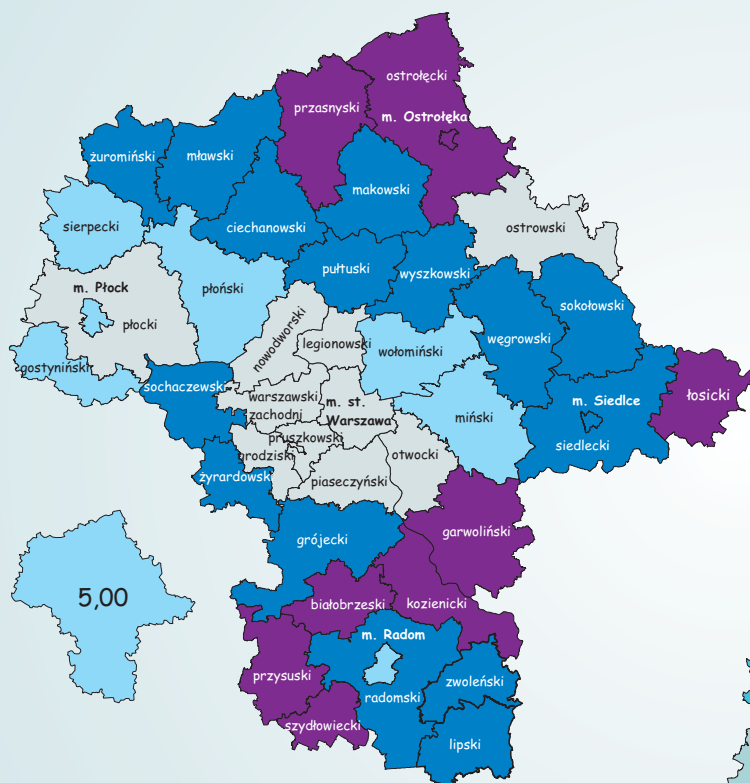 ostrołęcki
przasnyski
m. Ostrołęka
żuromiński
mławski
makowski
sierpecki
ciechanowski
ostrowski
pułtuski
wyszkowski
płoński
m. Płock
płocki
sokołowski
nowodworski
legionowski
wołomiński
węgrowski
gostyniński
sochaczewski
łosicki
warszawski
zachodni
m. st.
Warszawa
m. Siedlce
miński
pruszkowski
grodziski
otwocki
siedlecki
żyrardowski
piaseczyński
grójecki
garwoliński
5,00
białobrzeski
kozienicki
m. Radom
przysuski
zwoleński
radomski
szydłowiecki
lipski